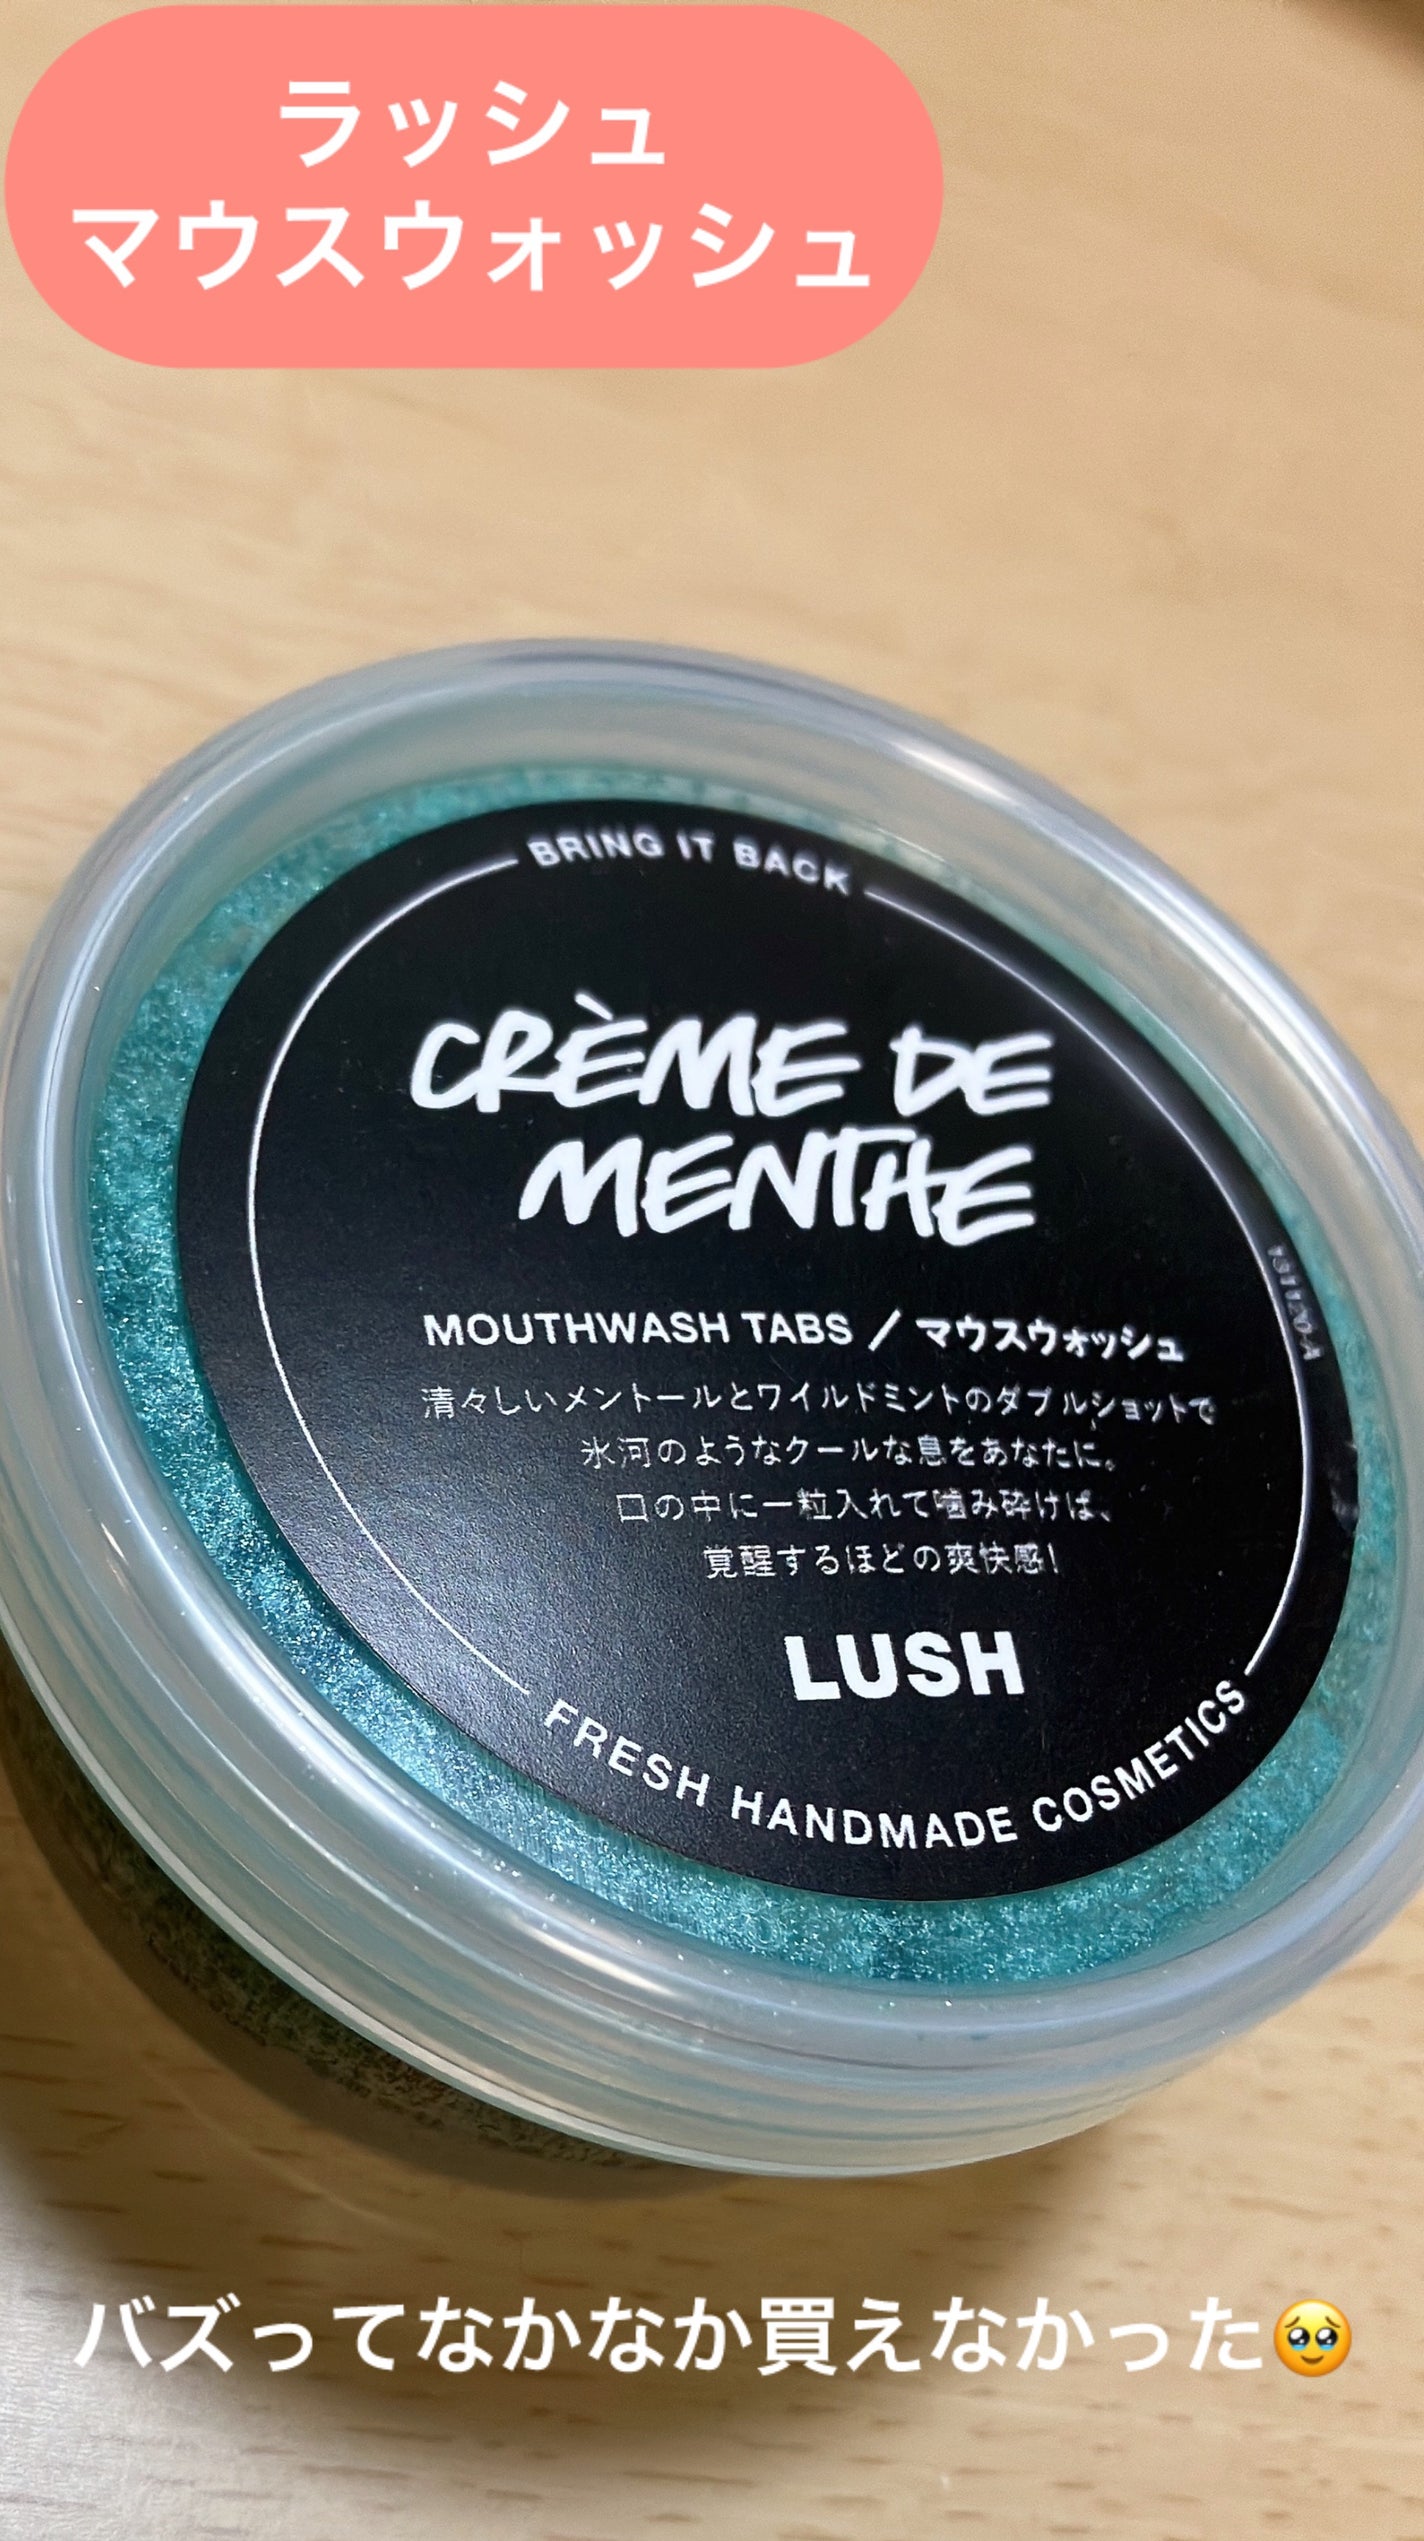 ラッシュ
マウスウォッシュ
BRING IT BACK
CRÈME DE
MENTHE
MOUTHWASH TABS / マウスウォッシュ
清々しいメントールとワイルドミントのダブルショットで
氷河のようなクールな息をあなたに。
口の中に一粒入れて噛み砕けば、
覚醒するほどの爽快感!
LUSH
FRESH HANDMADE COSMETICS
バズってなかなか買えなかった🥹